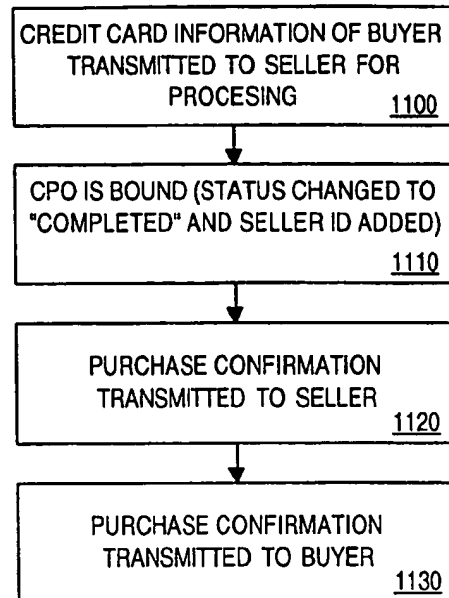 CREDIT CARD INFORMATION OF BUYER
TRANSMITTED TO SELLER FOR
PROCESING
1100
CPO IS BOUND (STATUS CHANGED TO
"COMPLETED" AND SELLER ID ADDED)
1110
PURCHASE CONFIRMATION
TRANSMITTED TO SELLER
1120
PURCHASE CONFIRMATION
TRANSMITTED TO BUYER
1130